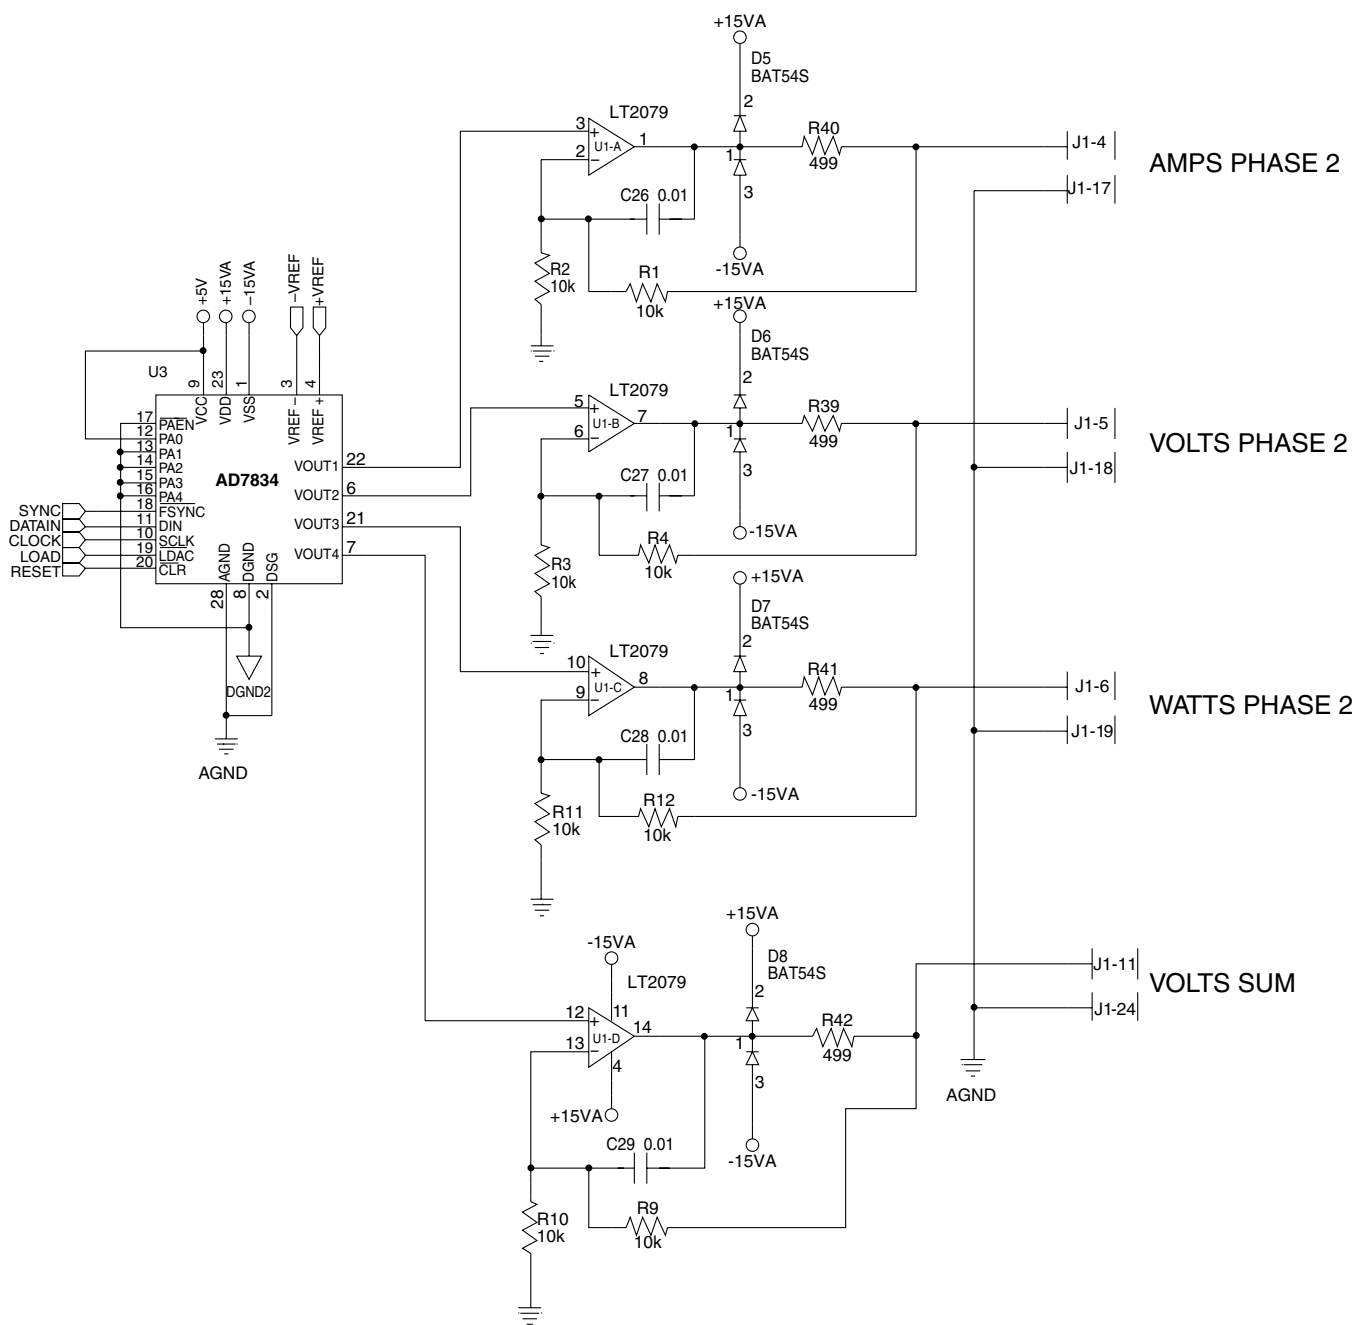 +15VA
D5
BAT54S
2
LT2079
3
+
U1-A
1
2
−
1
R40
499
J1-4
AMPS PHASE 2
J1-17
3
C26 0.01
-15VA
R2
10k
R1
10k
+15VA
D6
BAT54S
2
LT2079
5
+
U1-B
7
6
−
1
R39
499
J1-5
VOLTS PHASE 2
J1-18
3
C27 0.01
-15VA
R3
10k
R4
10k
+5V
+15VA
−15VA
−VREF
+VREF
U3
9
23
1
3
4
VCC
VDD
VSS
VREF −
VREF +
17 PAEN
12 PA0
13 PA1
14 PA2
15 PA3
16 PA4
SYNC 18 FSYNC
DATAIN 11 DIN
CLOCK 10 SCLK
LOAD 19 LDAC
RESET 20 CLR
AD7834
VOUT1 22
VOUT2 6
VOUT3 21
VOUT4 7
AGND
DGND
DSG
28
8
2
DGND2
AGND
+15VA
D7
BAT54S
2
LT2079
10
+
U1-C
8
9
−
1
R41
499
J1-6
WATTS PHASE 2
J1-19
3
C28 0.01
-15VA
R11
10k
R12
10k
+15VA
D8
BAT54S
2
-15VA
LT2079
11
12
+
U1-D
14
13
−
4
1
R42
499
J1-11
VOLTS SUM
J1-24
3
AGND
+15VA
C29 0.01
-15VA
R10
10k
R9
10k